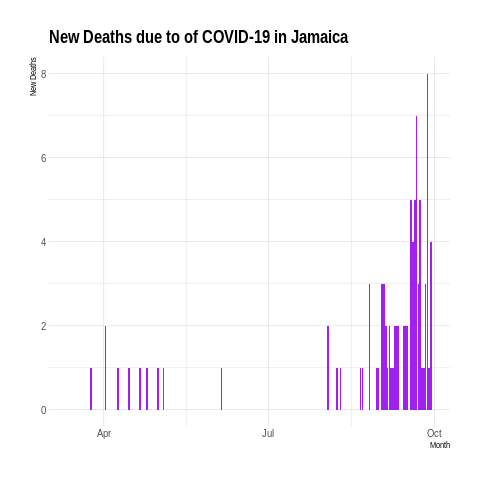 New Deaths due to of COVID-19 in Jamaica
New Deaths
8
6
4
2
0
Apr
Jul
Oct
Month